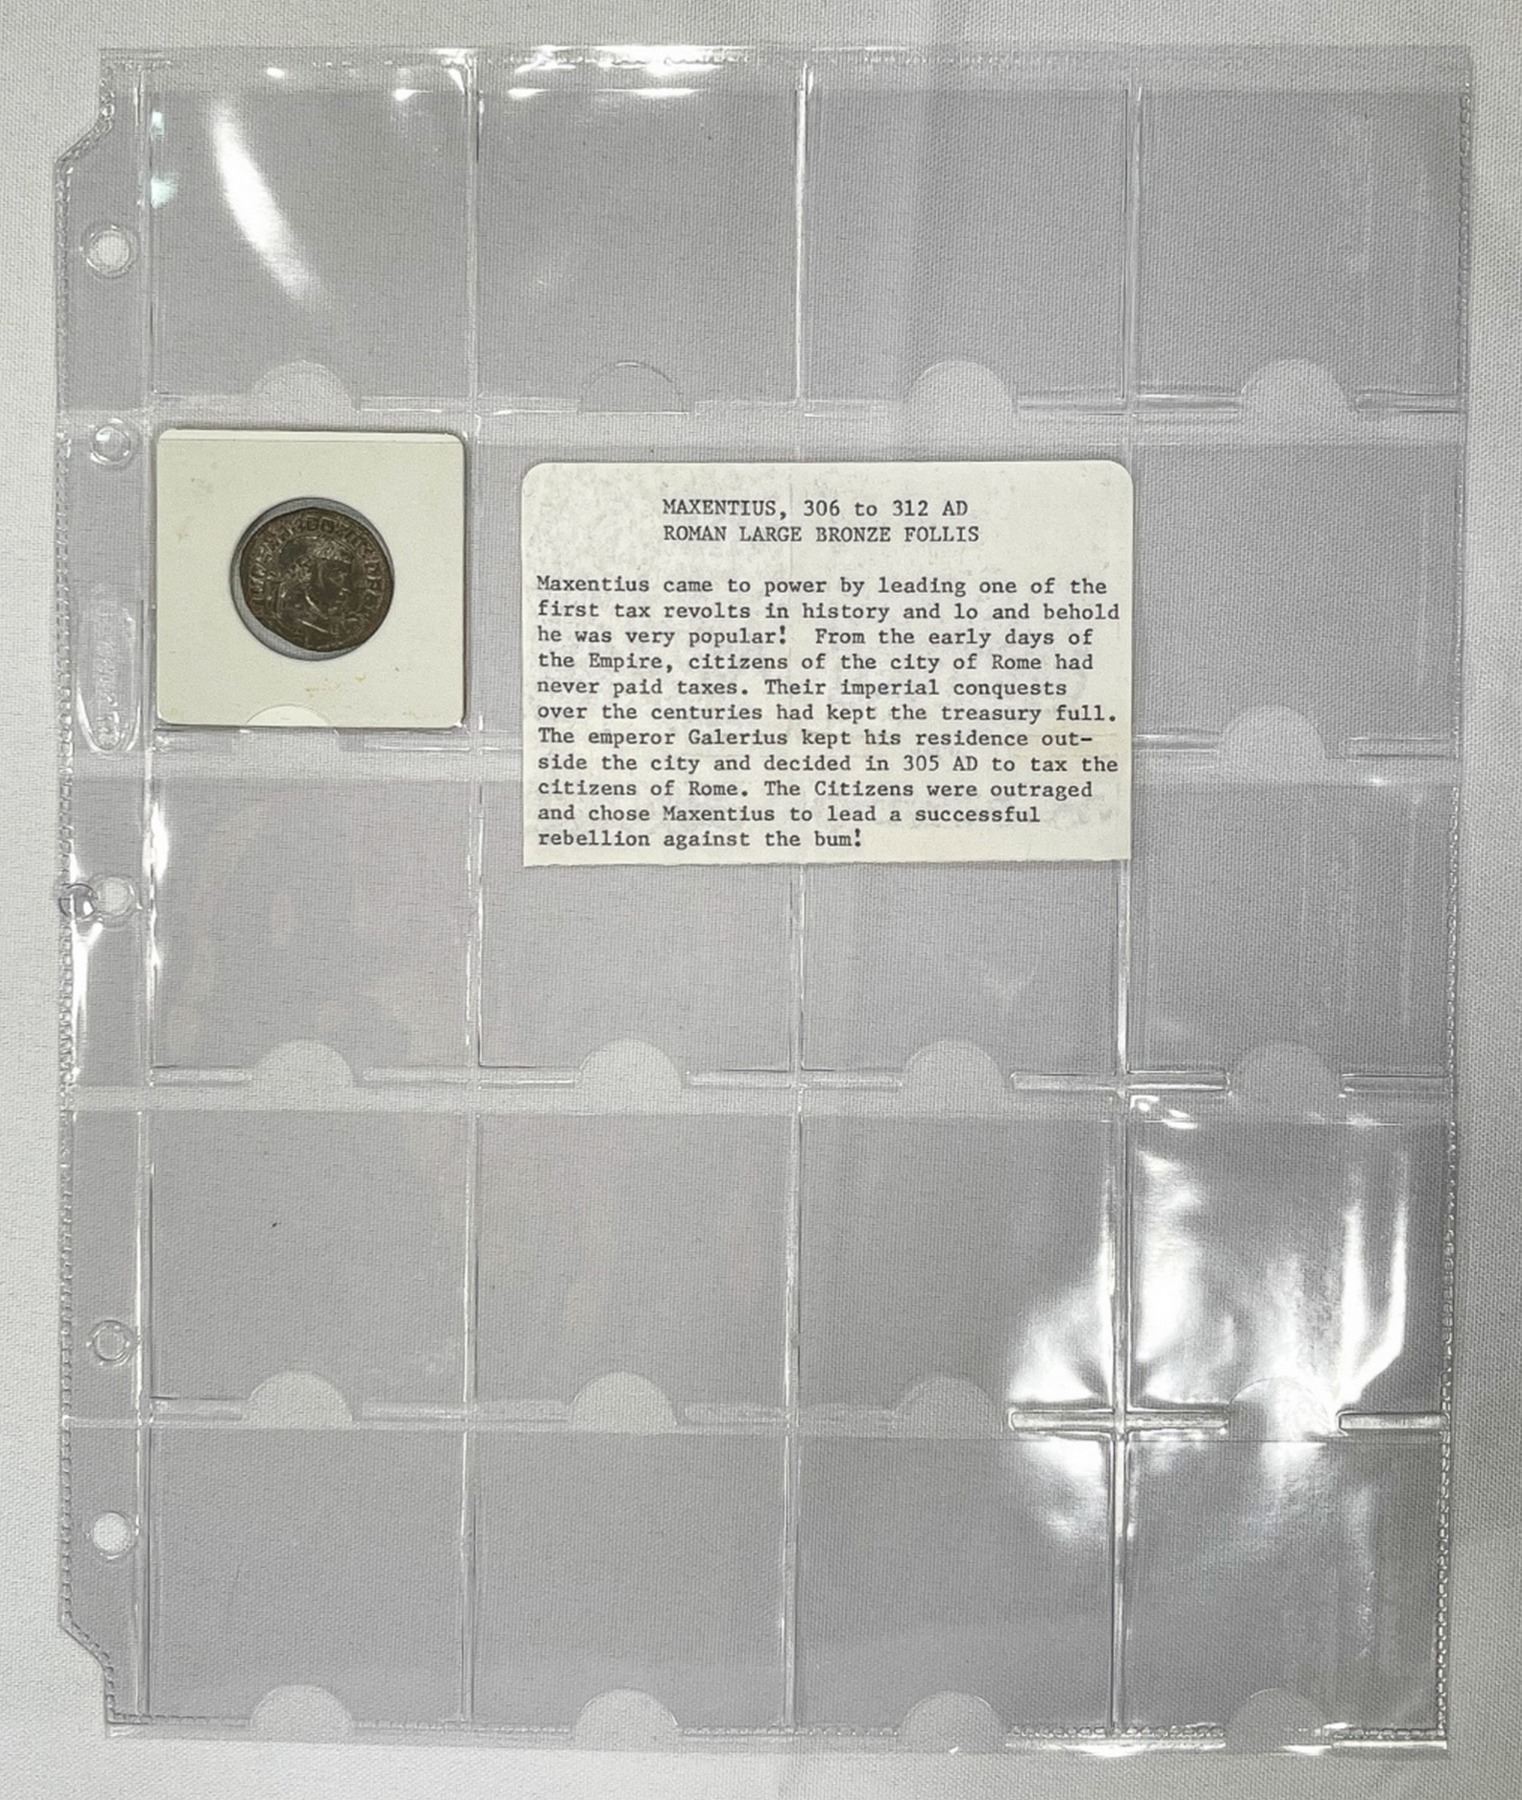 MAXENTIUS, 306 to 312 AD
ROMAN LARGE BRONZE FOLLIS
Maxentius came to power by leading one of the
first tax revolts in history and lo and behold
he was very popular! From the early days of
the Empire, citizens of the city of Rome had
never paid taxes. Their imperial conquests
over the centuries had kept the treasury full.
The emperor Galerius kept his residence out-
side the city and decided in 305 AD to tax the
citizens of Rome. The Citizens were outraged
and chose Maxentius to lead a successful
rebellion against the bum!